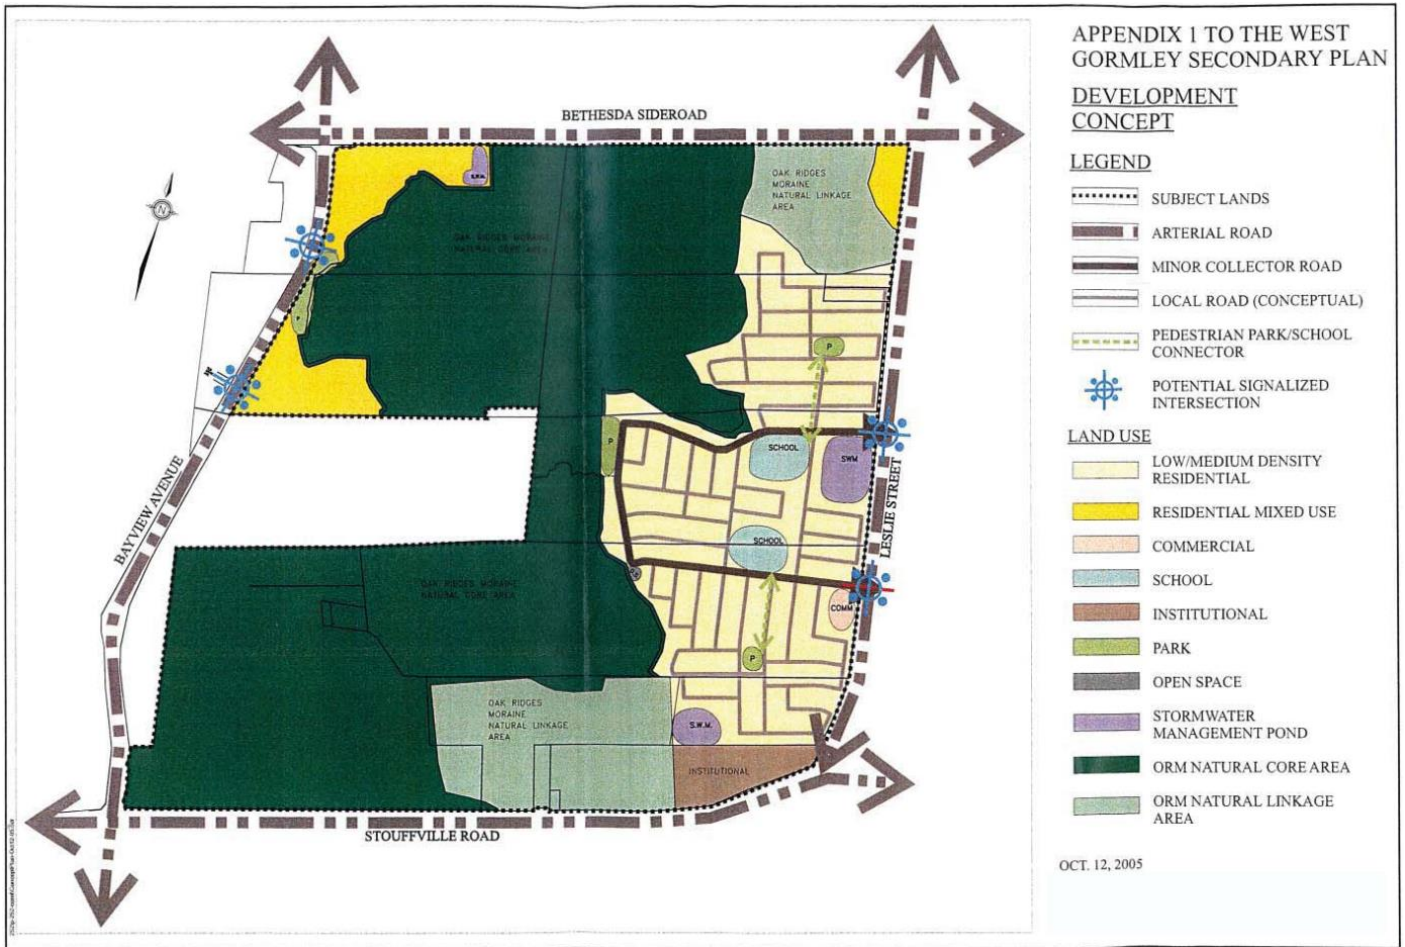 APPENDIX 1 TO THE WEST
GORMLEY SECONDARY PLAN
DEVELOPMENT
CONCEPT
LEGEND
SUBJECT LANDS
ARTERIAL ROAD
MINOR COLLECTOR ROAD
LOCAL ROAD (CONCEPTUAL)
PEDESTRIAN PARK/SCHOOL
CONNECTOR
POTENTIAL SIGNALIZED
INTERSECTION
LAND USE
LOW/MEDIUM DENSITY
RESIDENTIAL
RESIDENTIAL MIXED USE
COMMERCIAL
SCHOOL
INSTITUTIONAL
PARK
OPEN SPACE
STORMWATER
MANAGEMENT POND
ORM NATURAL CORE AREA
ORM NATURAL LINKAGE
AREA
OCT. 12, 2005
BETHESDA SIDEROAD
S.W.M.
OAK RIDGES
MORAINE
NATURAL LINKAGE
AREA
N
OAK RIDGES MORAINE
NATURAL CORE AREA
P
P
P
SCHOOL
SWM
LESLIE STREET
BAYVIEW AVENUE
SCHOOL
OAK RIDGES MORAINE
NATURAL CORE AREA
COMM
P
OAK RIDGES
MORAINE
NATURAL LINKAGE
AREA
S.W.M.
INSTITUTIONAL
STOUFFVILLE ROAD